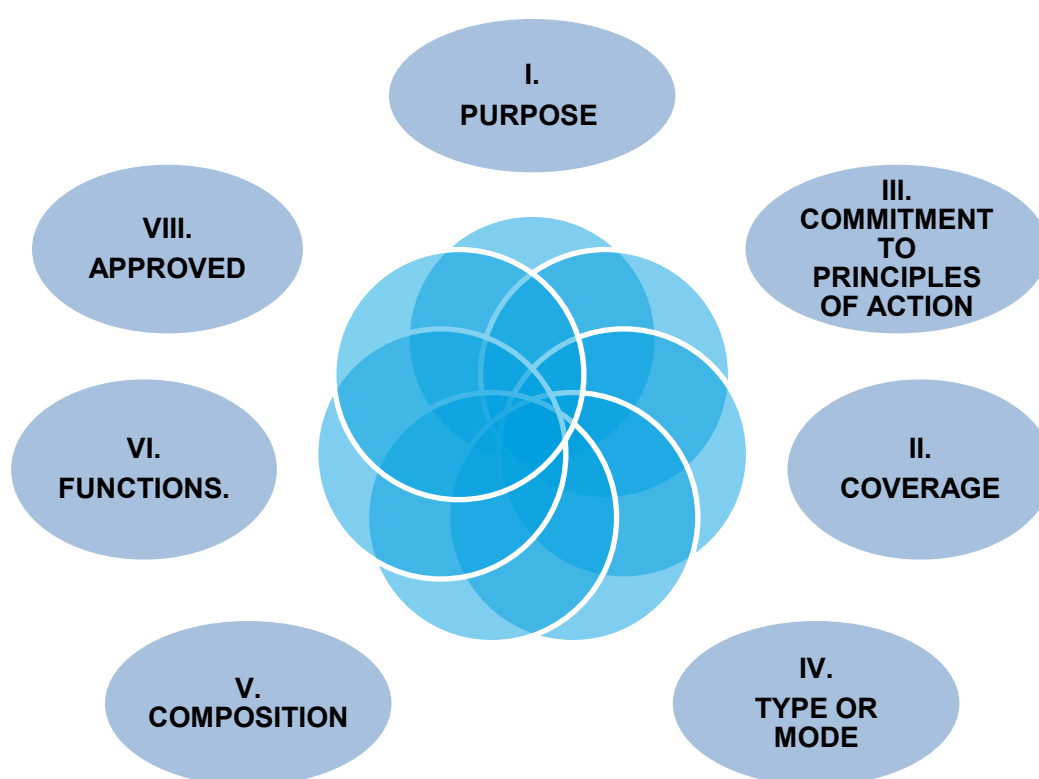 I.
PURPOSE
III.
COMMITMENT
TO
PRINCIPLES
OF ACTION
II.
COVERAGE
IV.
TYPE OR
MODE
V.
COMPOSITION
VI.
FUNCTIONS.
VIII.
APPROVED